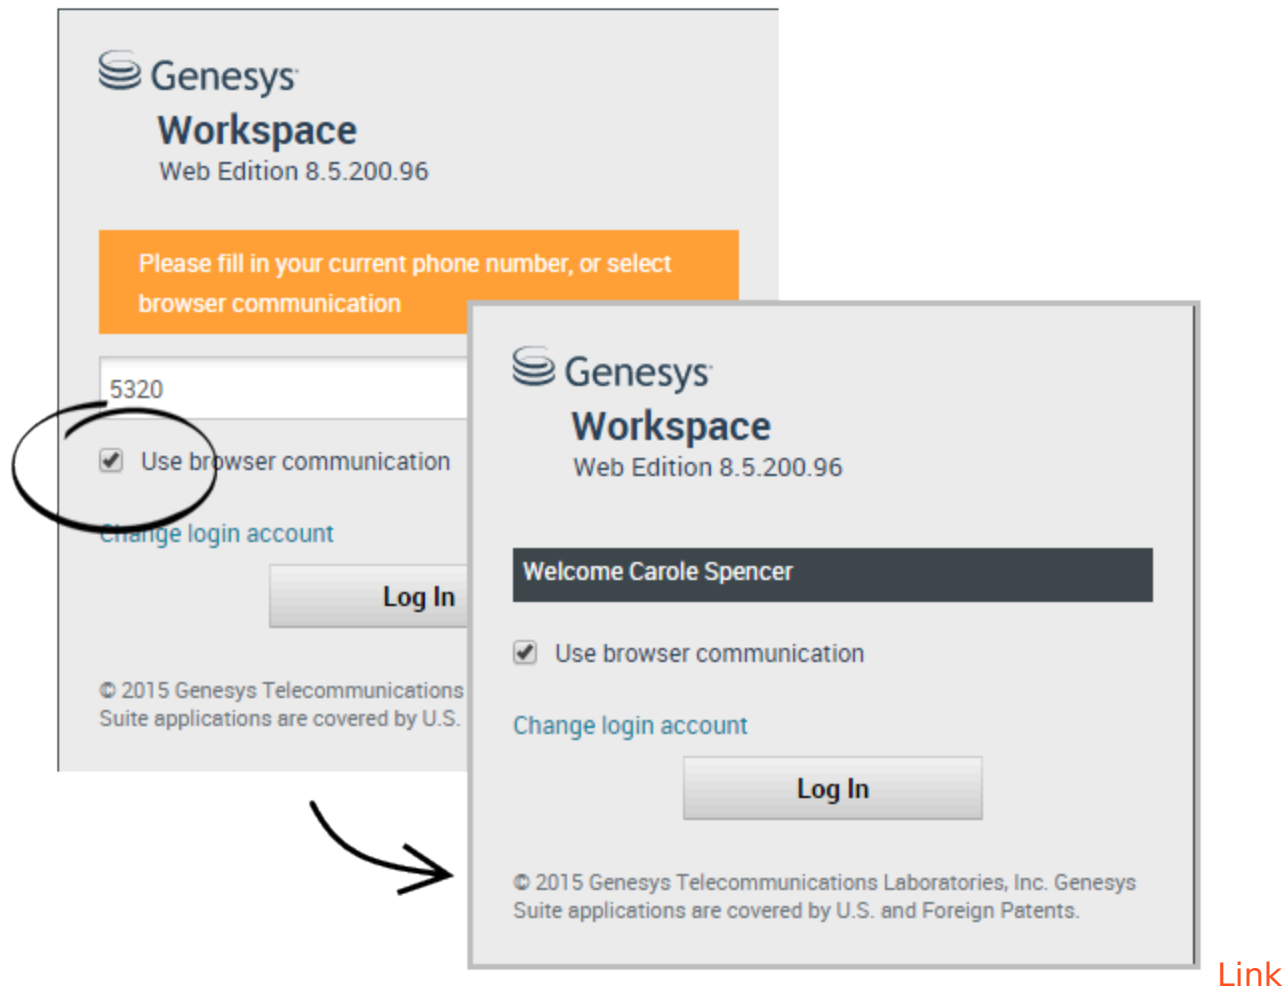 Genesys
Workspace
Web Edition 8.5.200.96
Please fill in your current phone number, or select
browser communication
5320
Use browser communication
Change login account
Log In
© 2015 Genesys Telecommunications
Suite applications are covered by U.S.
Genesys
Workspace
Web Edition 8.5.200.96
Welcome Carole Spencer
Use browser communication
Change login account
Log In
© 2015 Genesys Telecommunications Laboratories, Inc. Genesys
Suite applications are covered by U.S. and Foreign Patents.
Link